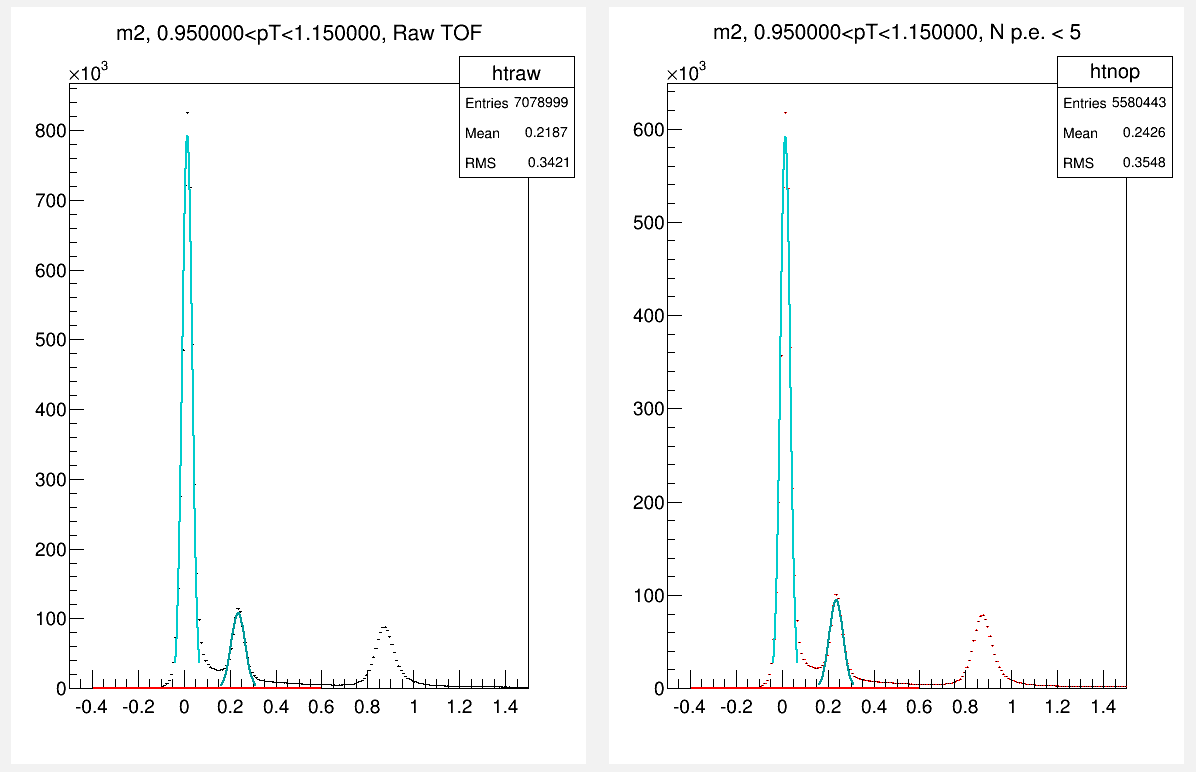 m2, 0.950000<pT<1.150000, Raw TOF
×10³
htraw
Entries 7078999
Mean 0.2187
RMS 0.3421
800
700
600
500
400
300
200
100
0
-0.4 -0.2 0 0.2 0.4 0.6 0.8 1 1.2 1.4
m2, 0.950000<pT<1.150000, N p.e. < 5
×10³
htnop
Entries 5580443
Mean 0.2426
RMS 0.3548
600
500
400
300
200
100
0
-0.4 -0.2 0 0.2 0.4 0.6 0.8 1 1.2 1.4